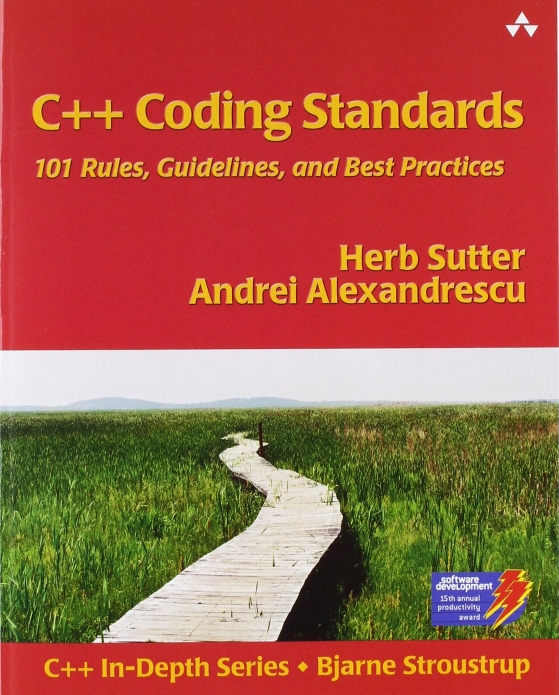 C++ Coding Standards
101 Rules, Guidelines, and Best Practices
Herb Sutter
Andrei Alexandrescu
software
development
15th annual
productivity
award
C++ In-Depth Series • Bjarne Stroustrup